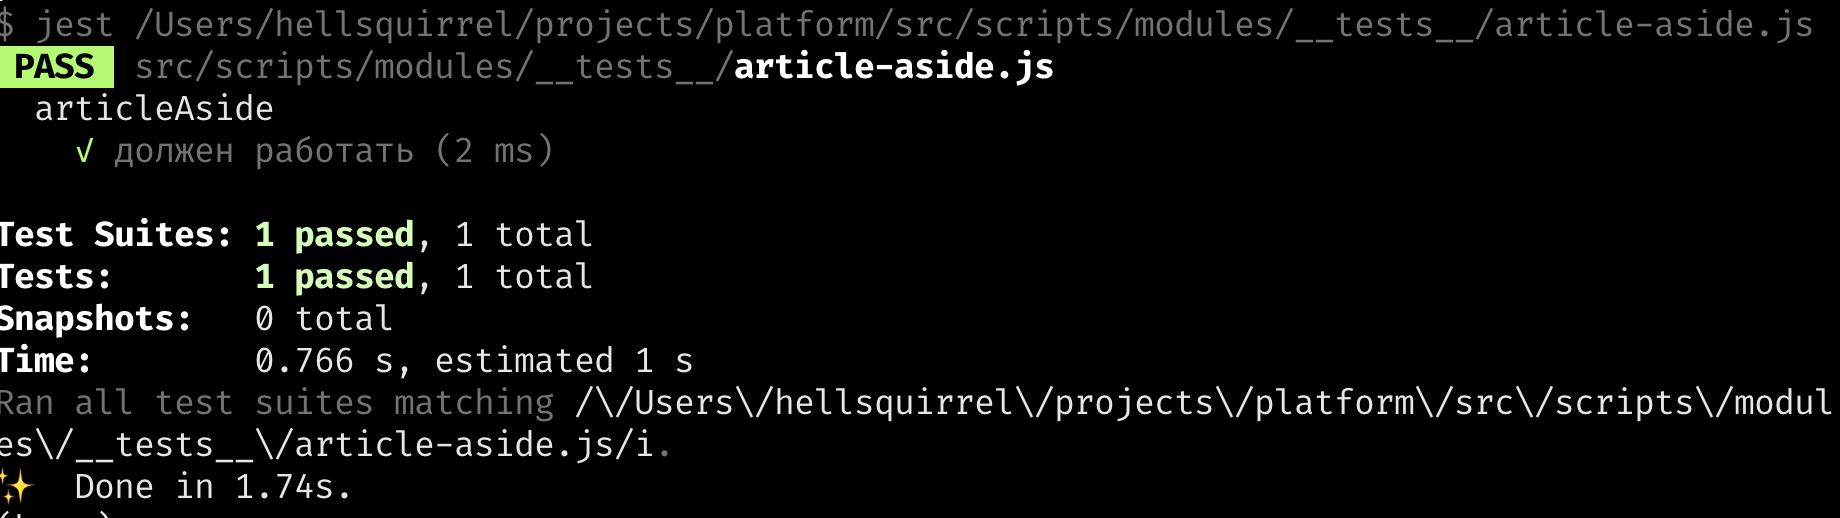 $ jest /Users/hellsquirrel/projects/platform/src/scripts/modules/__tests__/article-aside.js
PASS src/scripts/modules/__tests__/article-aside.js
articleAside
√ должен работать (2 ms)
Test Suites: 1 passed, 1 total
Tests: 1 passed, 1 total
Snapshots: 0 total
Time: 0.766 s, estimated 1 s
Ran all test suites matching /\/Users\/hellsquirrel\/projects\/platform\/src\/scripts\/modul
es\/__tests__\/article-aside.js/i.
✨ Done in 1.74s.